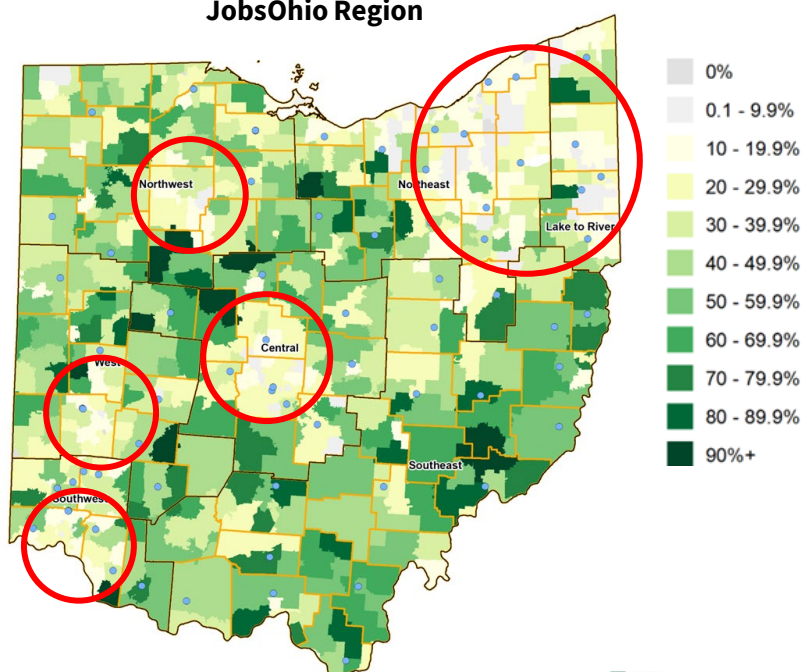 JobsOhio Region
0%
0.1 - 9.9%
10 - 19.9%
20 - 29.9%
30 - 39.9%
40 - 49.9%
50 - 59.9%
60 - 69.9%
70 - 79.9%
80 - 89.9%
90%+
Northwest
Northeast
Lake to River
Central
West
Southeast
Southwest